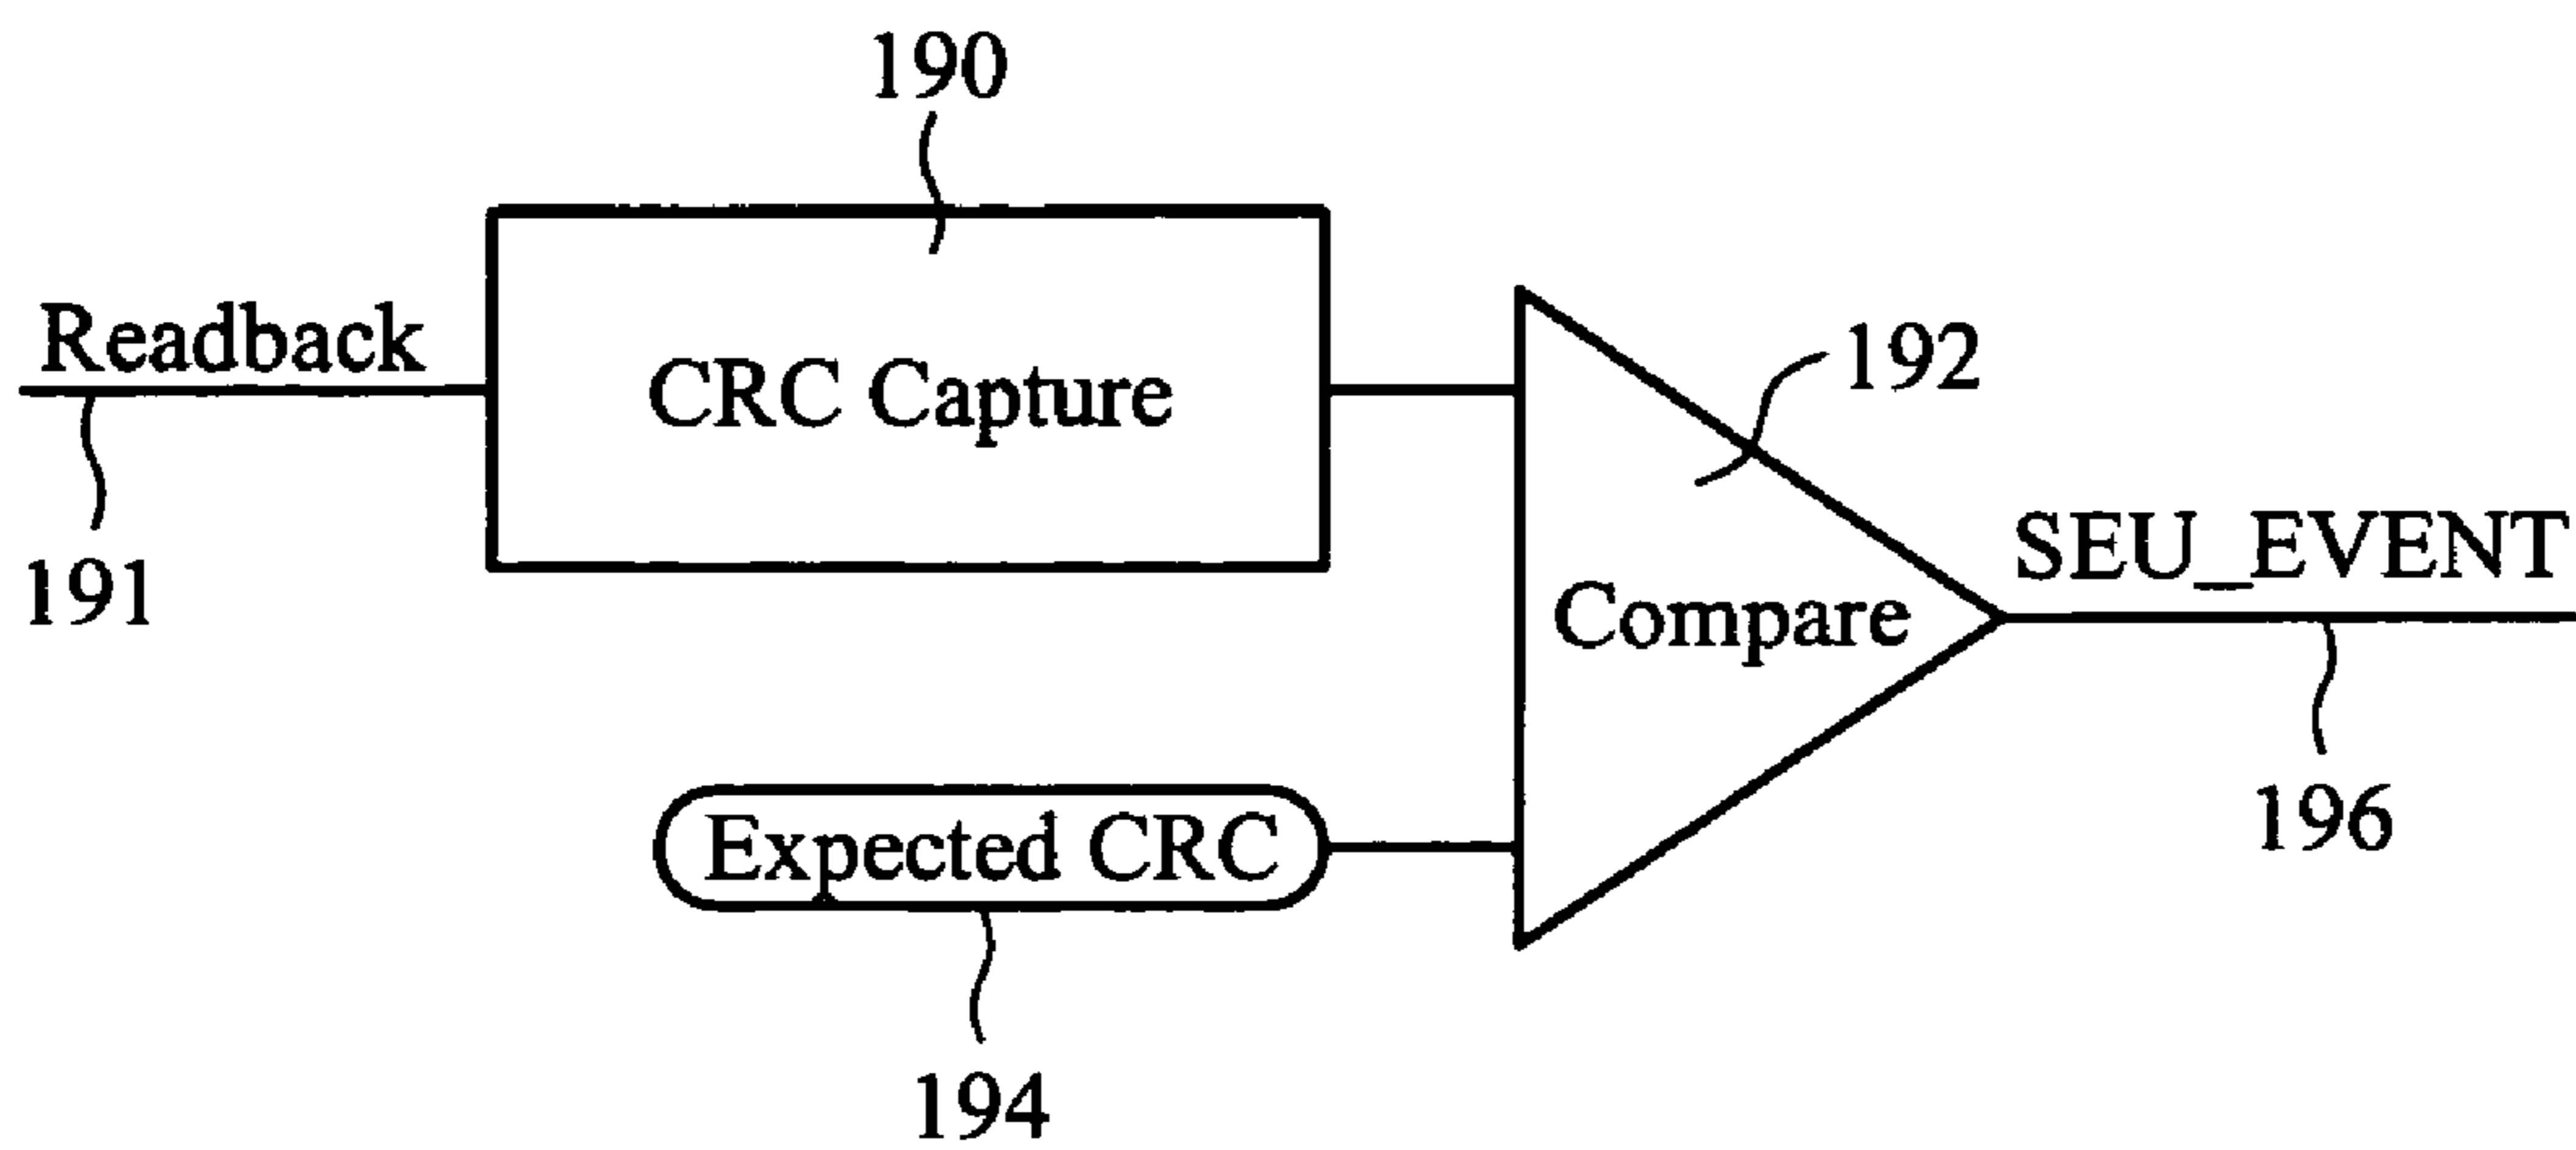 190
Readback
CRC Capture
192
191
SEU_EVENT
Compare
196
Expected CRC
194